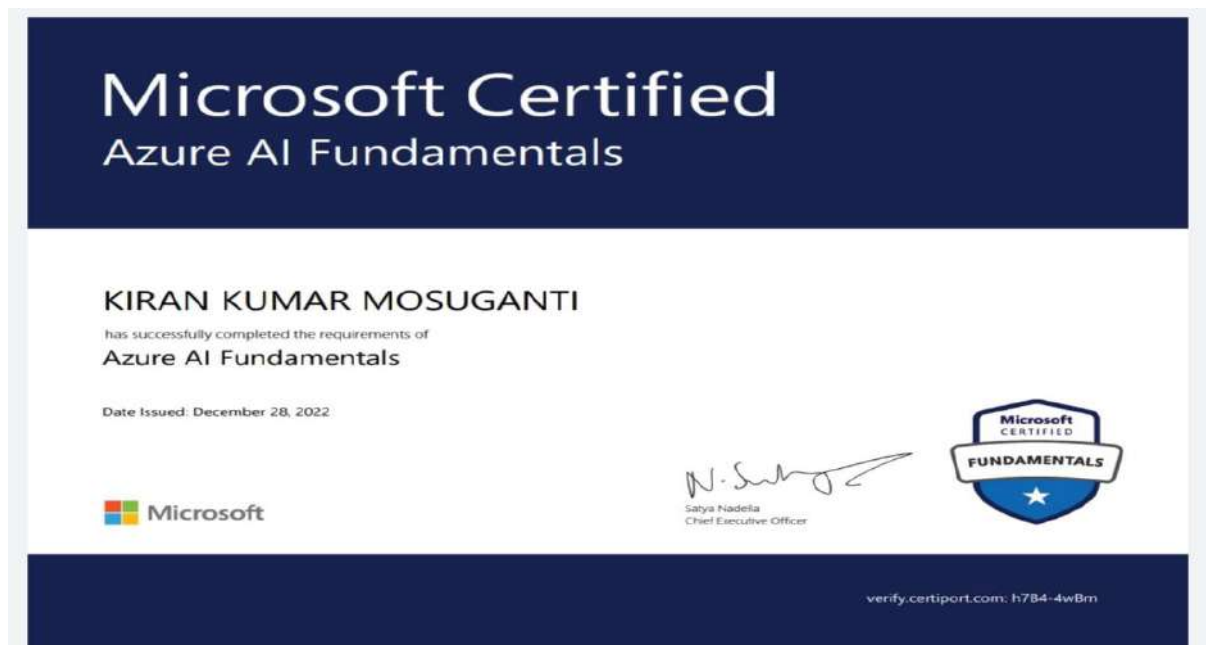 Microsoft Certified
Azure AI Fundamentals
KIRAN KUMAR MOSUGANTI
has successfully completed the requirements of
Azure AI Fundamentals
Date Issued: December 28, 2022
Microsoft
CERTIFIED
FUNDAMENTALS
Satya Nadella
Chief Executive Officer
Microsoft
verify.certiport.com: h7B4-4wBm